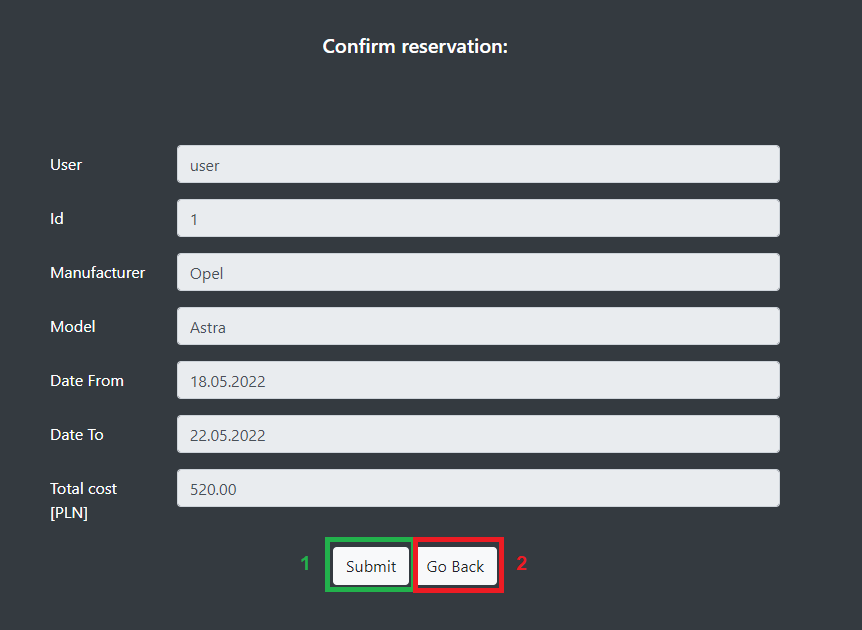 Confirm reservation:
User
user
Id
1
Manufacturer
Opel
Model
Astra
Date From
18.05.2022
Date To
22.05.2022
Total cost
[PLN]
520.00
1 Submit Go Back 2